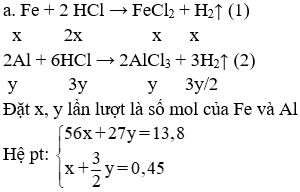 a. Fe + 2 HCl → FeCl₂ + H₂↑ (1)
x 2x x x
2Al + 6HCl → 2AlCl₃ + 3H₂↑ (2)
y 3y y 3y/2
Đặt x, y lần lượt là số mol của Fe và Al
Hệ pt: { 56x+27y=13,8
x+3/2 y=0,45